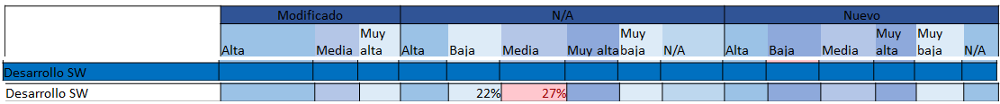 Modificado N/A Nuevo
Alta Media Muy alta Alta Baja Media Muy alta Muy baja N/A Alta Baja Media Muy alta Muy baja N/A
Desarrollo SW
Desarrollo SW 22% 27%